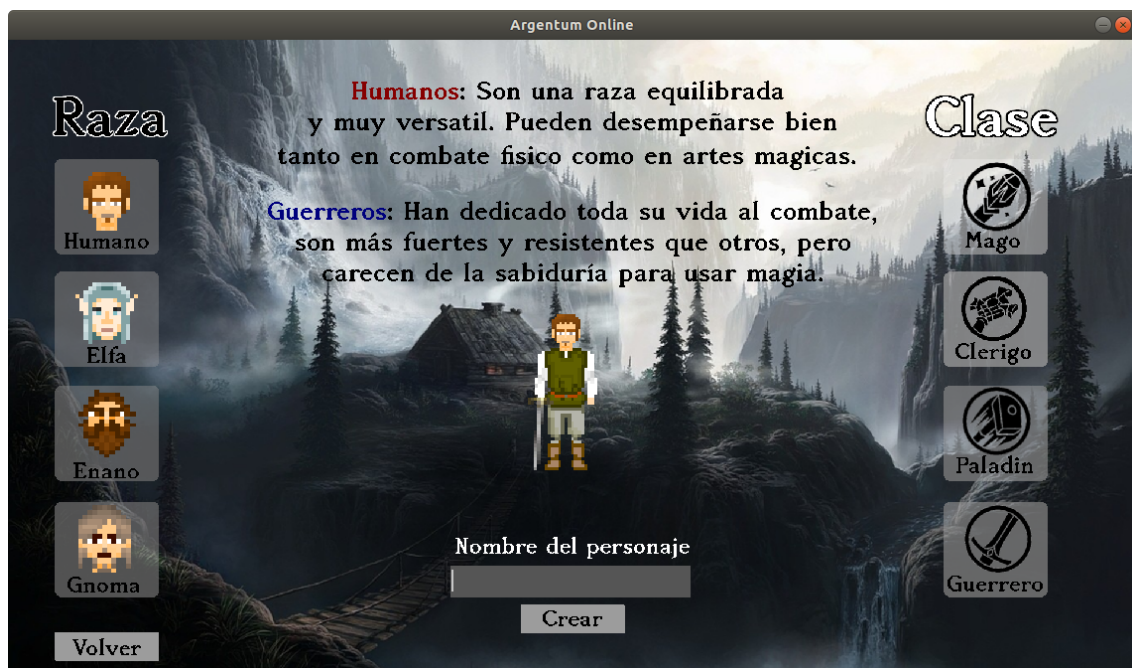 Argentum Online
Raza
Humano
Elfa
Enano
Gnoma
Volver
Humanos: Son una raza equilibrada
y muy versatil. Pueden desempeñarse bien
tanto en combate fisico como en artes magicas.
Guerreros: Han dedicado toda su vida al combate,
son más fuertes y resistentes que otros, pero
carecen de la sabiduría para usar magia.
Nombre del personaje
Crear
Clase
Mago
Clerigo
Paladin
Guerrero